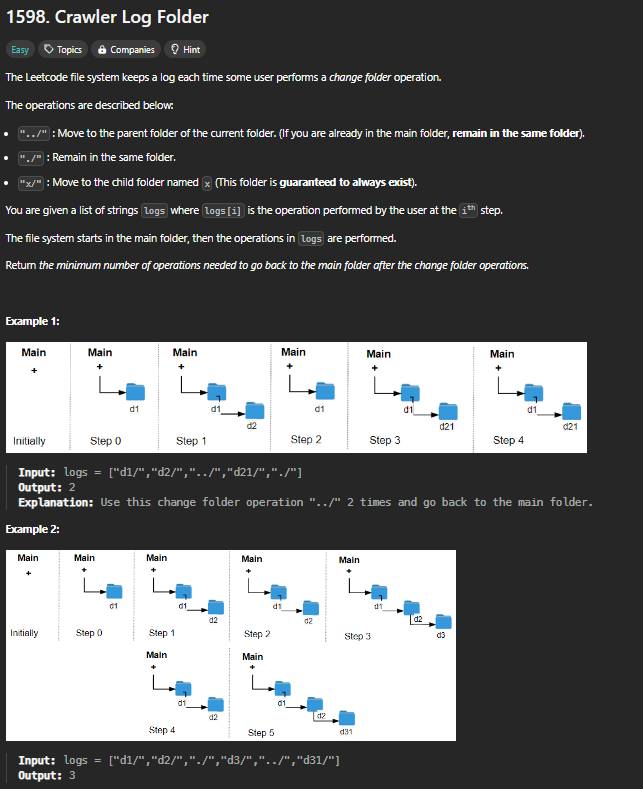 1598. Crawler Log Folder
Easy Topics Companies Hint
The Leetcode file system keeps a log each time some user performs a change folder operation.
The operations are described below:
"../" : Move to the parent folder of the current folder. (If you are already in the main folder, remain in the same folder).
"./" : Remain in the same folder.
"x/" : Move to the child folder named x (This folder is guaranteed to always exist).
You are given a list of strings logs where logs[i] is the operation performed by the user at the ith step.
The file system starts in the main folder, then the operations in logs are performed.
Return the minimum number of operations needed to go back to the main folder after the change folder operations.
Example 1:
Main Main Main Main Main Main
+ + + + + +
d1 d1 d1 d1 d1
d2 d21 d21
Initially Step 0 Step 1 Step 2 Step 3 Step 4
Input: logs = ["d1/","d2/","../","d21/","./"]
Output: 2
Explanation: Use this change folder operation "../" 2 times and go back to the main folder.
Example 2:
Main Main Main Main Main
+ + + + +
d1 d1 d1 d1
d2 d2 d2
d3
Initially Step 0 Step 1 Step 2 Step 3
Main Main
+ +
d1 d1
d2 d2
d31
Step 4 Step 5
Input: logs = ["d1/","d2/","./","d3/","../","d31/"]
Output: 3